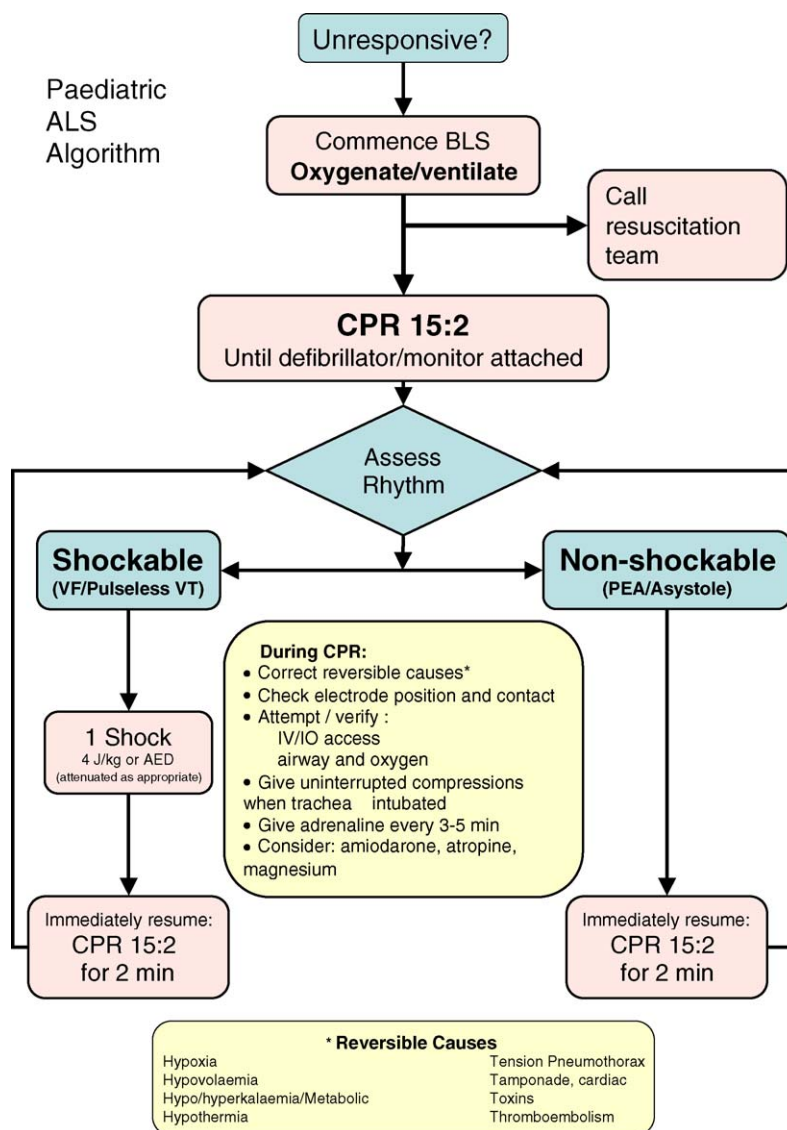 Unresponsive?
Paediatric
ALS
Algorithm
Commence BLS
Oxygenate/ventilate
Call
resuscitation
team
CPR 15:2
Until defibrillator/monitor attached
Assess
Rhythm
Shockable
(VF/Pulseless VT)
Non-shockable
(PEA/Asystole)
During CPR:
• Correct reversible causes*
• Check electrode position and contact
• Attempt / verify :
IV/IO access
airway and oxygen
• Give uninterrupted compressions
when trachea intubated
• Give adrenaline every 3-5 min
• Consider: amiodarone, atropine,
magnesium
1 Shock
4 J/kg or AED
(attenuated as appropriate)
Immediately resume:
CPR 15:2
for 2 min
Immediately resume:
CPR 15:2
for 2 min
* Reversible Causes
Hypoxia
Hypovolaemia
Hypo/hyperkalaemia/Metabolic
Hypothermia
Tension Pneumothorax
Tamponade, cardiac
Toxins
Thromboembolism